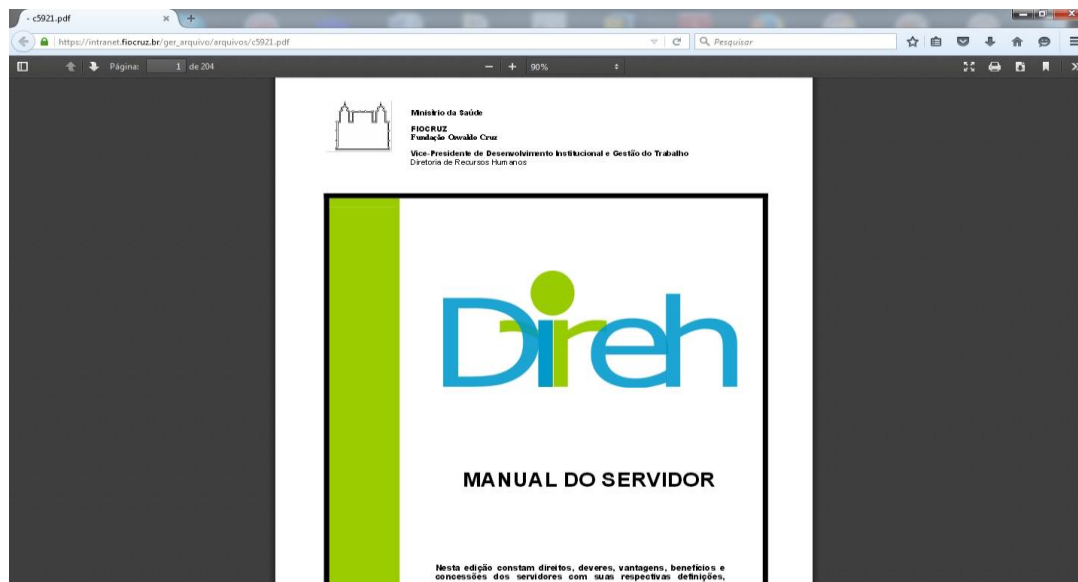 - c5921.pdf
https://intranet.fiocruz.br/ger_arquivo/arquivos/c5921.pdf
Pesquisar
Página: 1 de 204
90%
Ministério da Saúde
FIOCRUZ
Fundação Oswaldo Cruz
Vice-Presidente de Desenvolvimento Institucional e Gestão do Trabalho
Diretoria de Recursos Humanos
Direh
MANUAL DO SERVIDOR
Nesta edição constam direitos, deveres, vantagens, benefícios e
concessões dos servidores com suas respectivas definições,